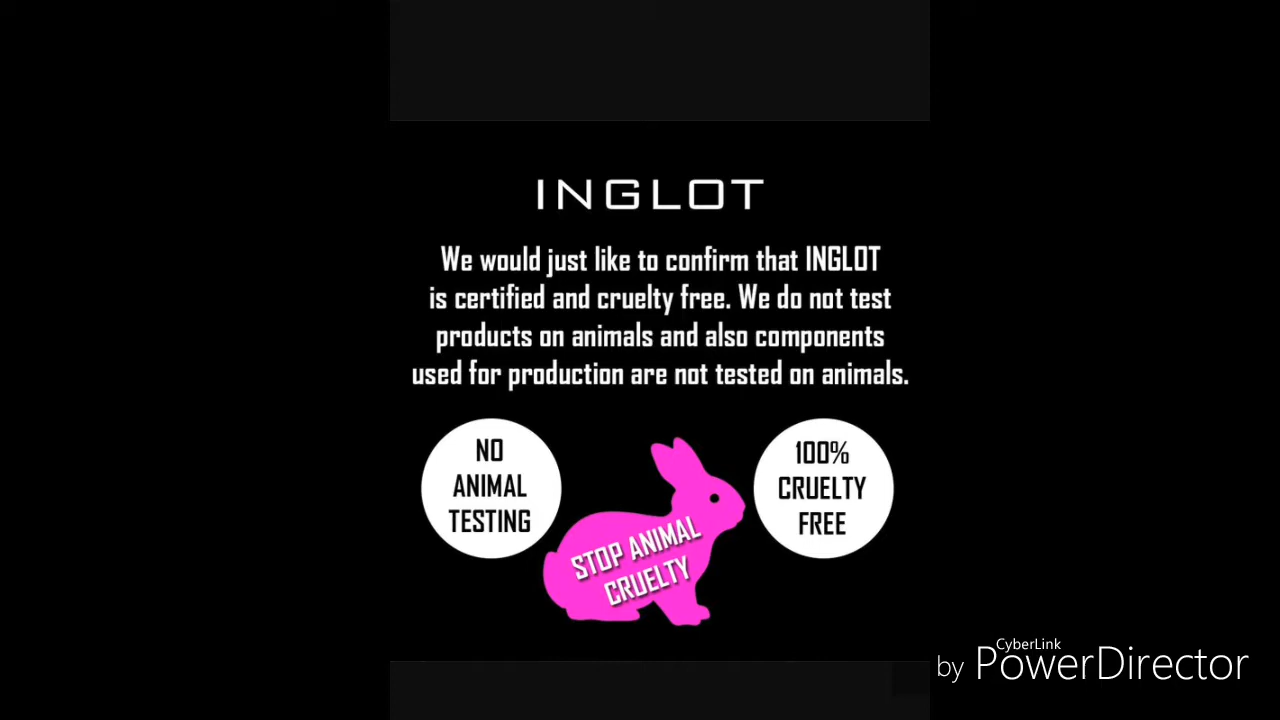 INGLOT
We would just like to confirm that INGLOT
is certified and cruelty free. We do not test
products on animals and also components
used for production are not tested on animals.
NO
ANIMAL
TESTING
STOP ANIMAL
CRUELTY
100%
CRUELTY
FREE
CyberLink
by PowerDirector